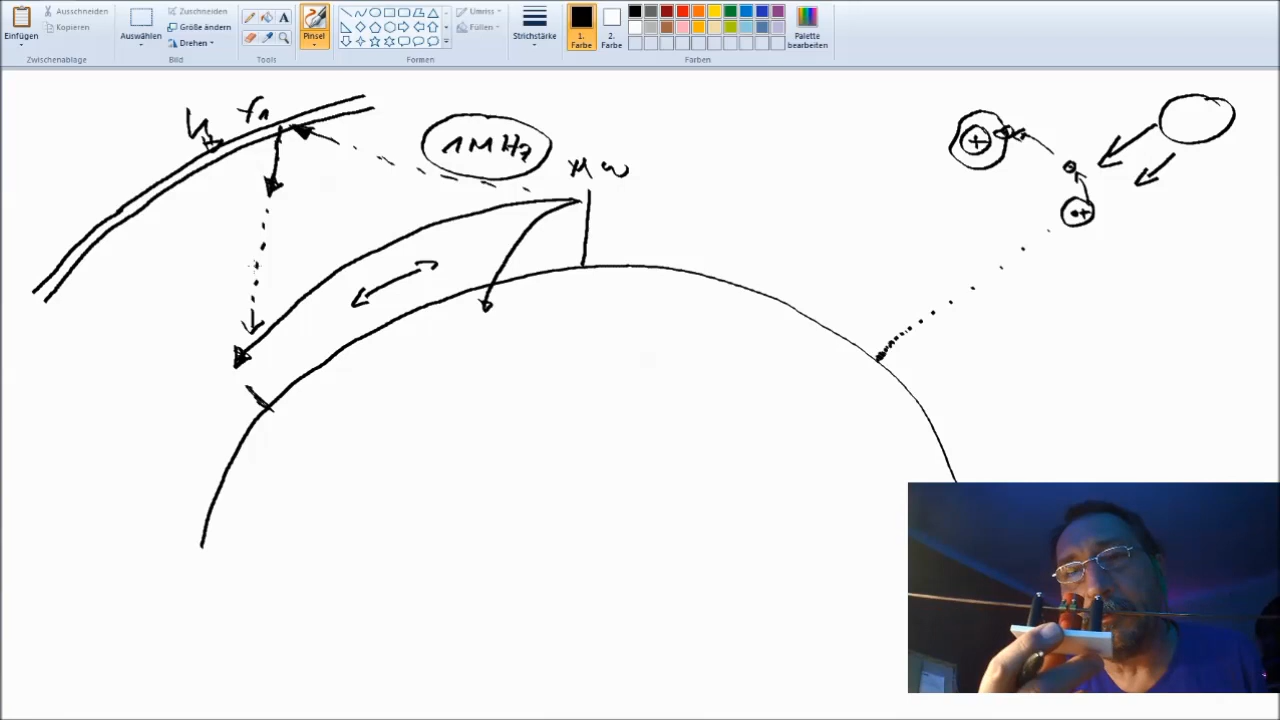 Einfügen
Ausschneiden
Kopieren
Zwischenablage
Auswählen
Zuschneiden
Größe ändern
Drehen
Bild
A
Tools
Pinsel
Formen
Umriss
Füllen
Strichstärke
1.
Farbe
2.
Farbe
Palette
bearbeiten
Farben
f1
1MHz
+
+